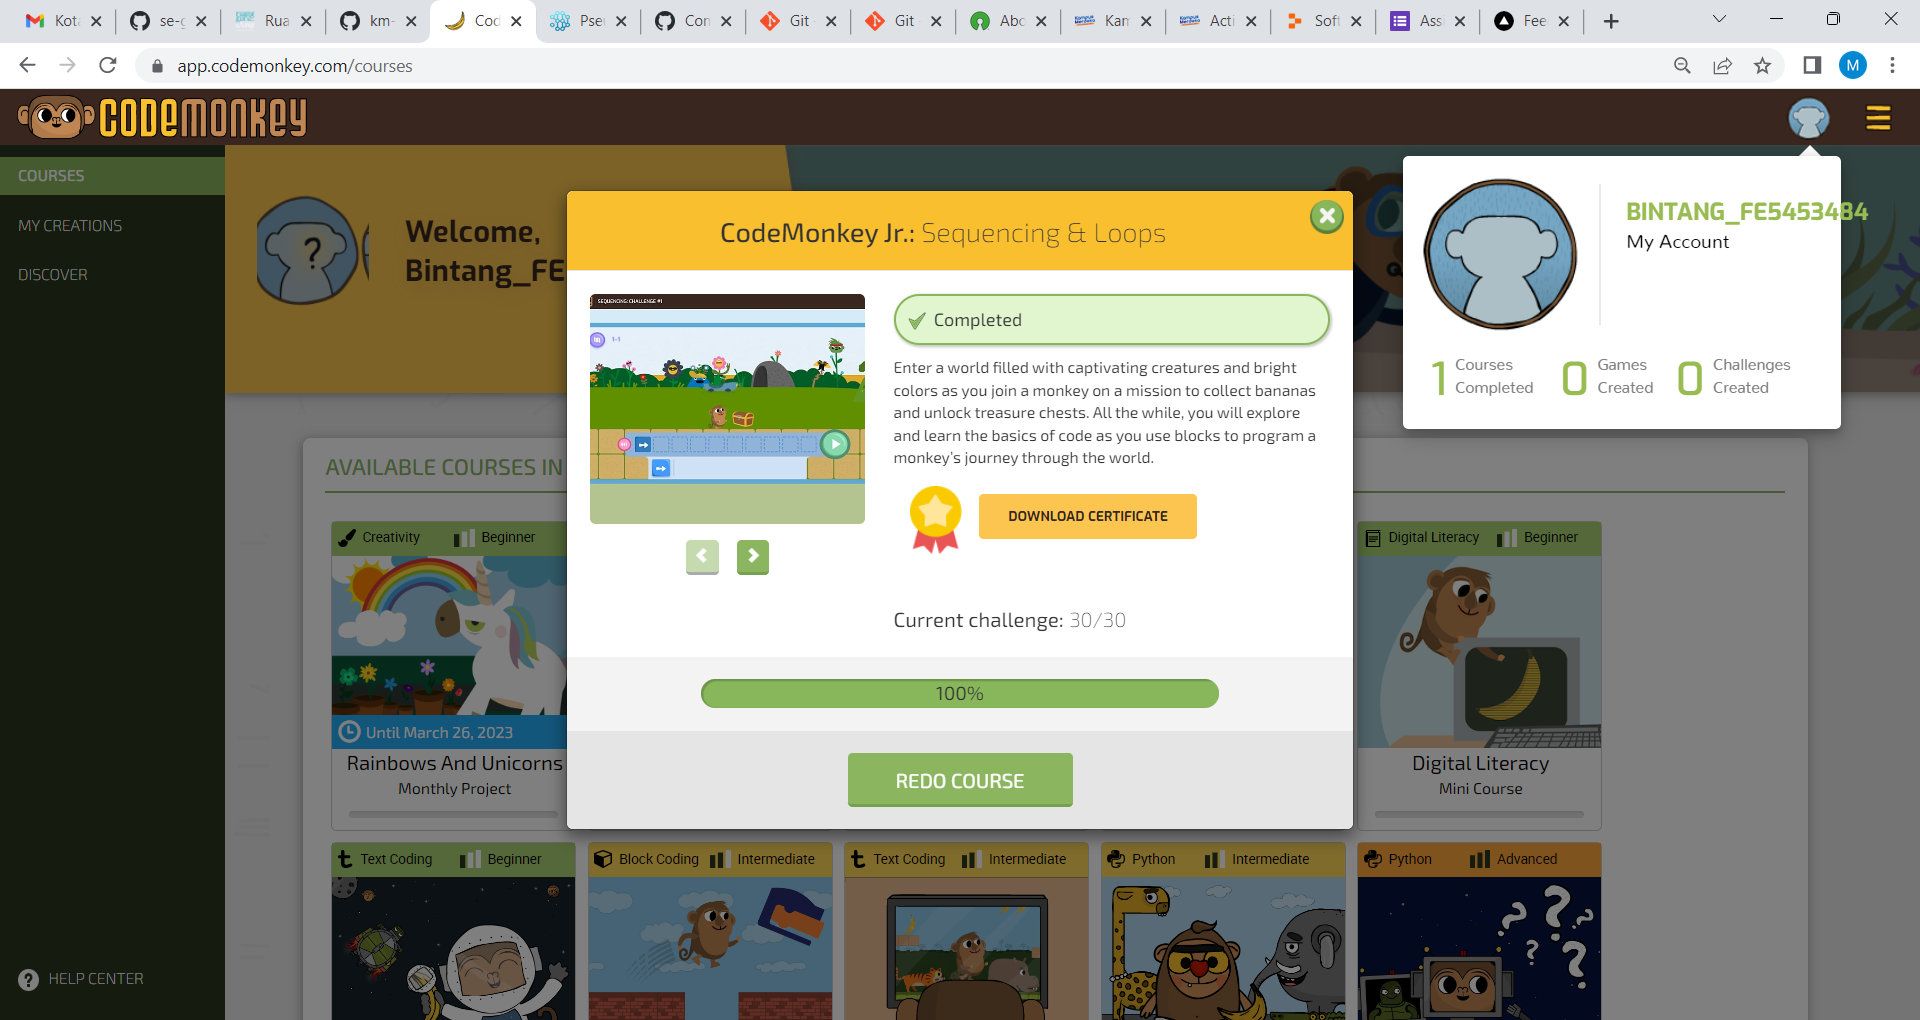 Kot
se-g
Rua
km-
Cod
Pse
Con
Git
Git
Abo
Kam
Acti
Soft
Ass
Fee
app.codemonkey.com/courses
M
CODEMONKEY
COURSES
MY CREATIONS
DISCOVER
HELP CENTER
Welcome,
Bintang_FE
BINTANG_FE5453484
My Account
1 Courses Completed
0 Games Created
0 Challenges Created
CodeMonkey Jr.: Sequencing & Loops
SEQUENCING: CHALLENGE #1
1-1
Completed
Enter a world filled with captivating creatures and bright
colors as you join a monkey on a mission to collect bananas
and unlock treasure chests. All the while, you will explore
and learn the basics of code as you use blocks to program a
monkey's journey through the world.
DOWNLOAD CERTIFICATE
Current challenge: 30/30
100%
REDO COURSE
AVAILABLE COURSES IN
Creativity Beginner
Until March 26, 2023
Rainbows And Unicorns
Monthly Project
Digital Literacy Beginner
Digital Literacy
Mini Course
Text Coding Beginner
Block Coding Intermediate
Text Coding Intermediate
Python Intermediate
Python Advanced